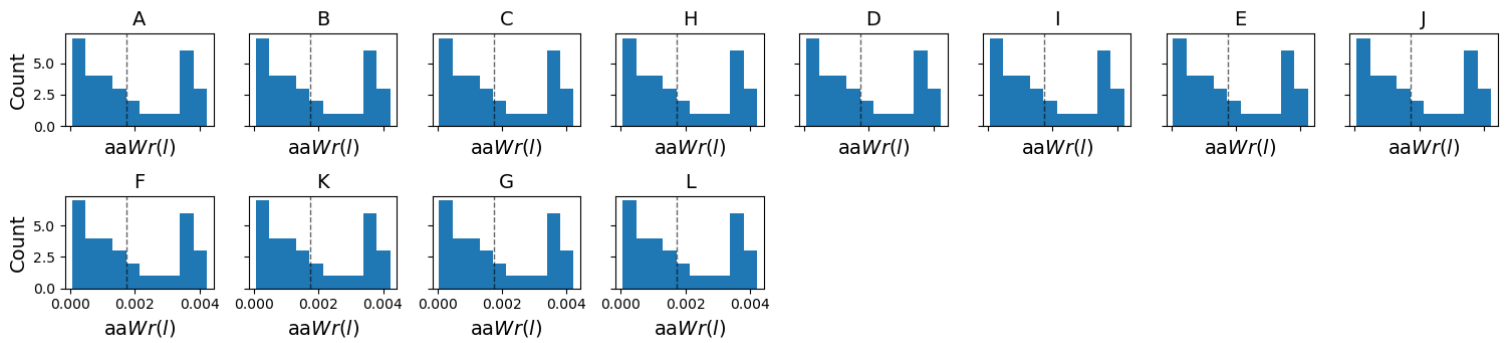 A B C H D I E J
Count
5.0
2.5
0.0
aaWr(l) aaWr(l) aaWr(l) aaWr(l) aaWr(l) aaWr(l) aaWr(l) aaWr(l)
F K G L
Count
5.0
2.5
0.0
0.000 0.002 0.004 0.000 0.002 0.004 0.000 0.002 0.004 0.000 0.002 0.004
aaWr(l) aaWr(l) aaWr(l) aaWr(l)